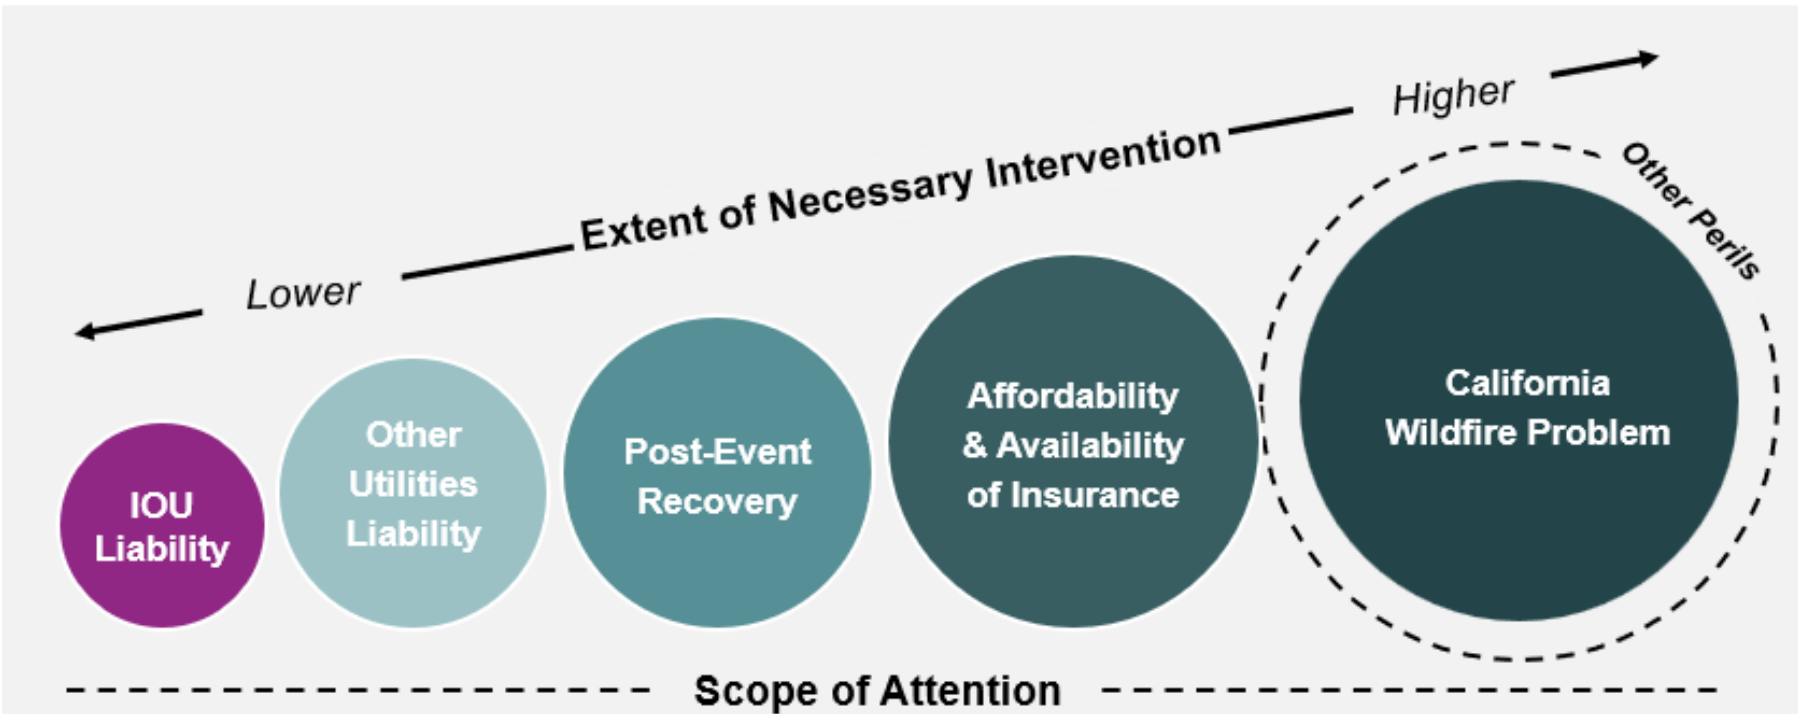 Higher
Extent of Necessary Intervention
Lower
Other Perils
IOU
Liability
Other
Utilities
Liability
Post-Event
Recovery
Affordability
& Availability
of Insurance
California
Wildfire Problem
Scope of Attention